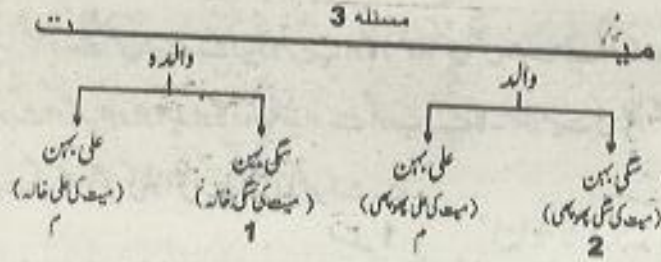 مسئلہ 3
میـــت
والد والدہ
سگی بہن علی بہن سگی بہن علی بہن
(میت کی سگی پھوپھی) (میت کی علی پھوپھی) (میت کی سگی خالہ) (میت کی علی خالہ)
2 م 1 م